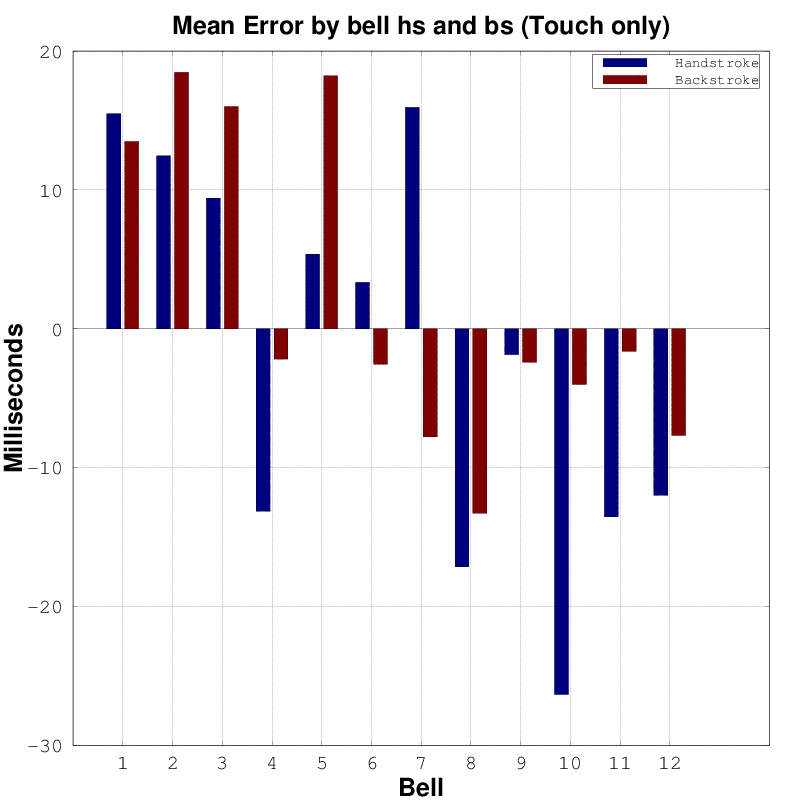 Mean Error by bell hs and bs (Touch only)
Handstroke
Backstroke
20
10
0
-10
-20
-30
Milliseconds
1 2 3 4 5 6 7 8 9 10 11 12
Bell